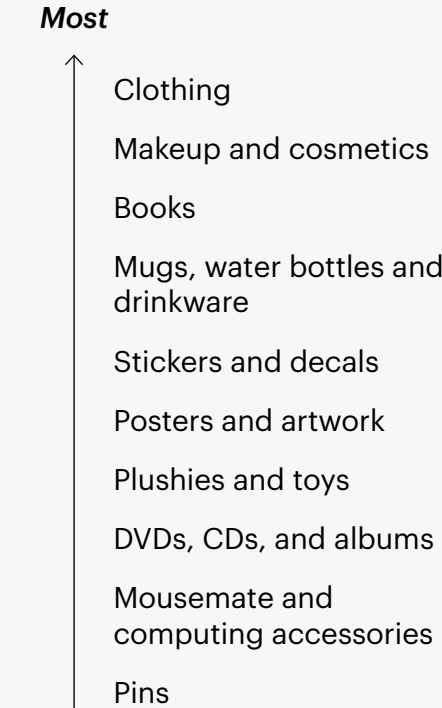 Most
Clothing
Makeup and cosmetics
Books
Mugs, water bottles and
drinkware
Stickers and decals
Posters and artwork
Plushies and toys
DVDs, CDs, and albums
Mousemate and
computing accessories
Pins